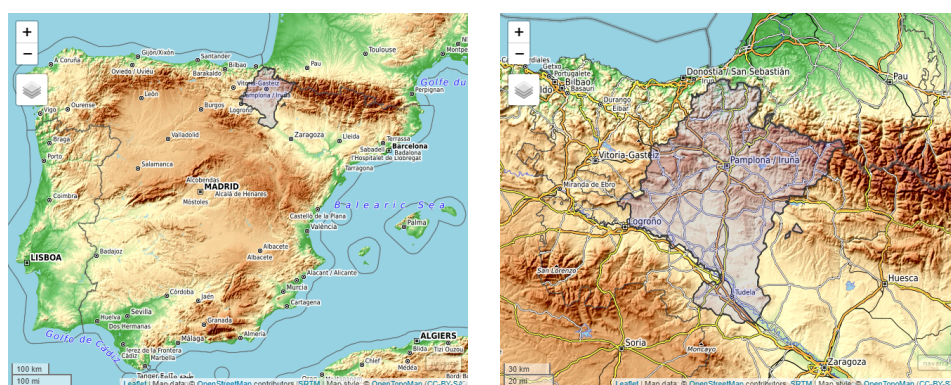 +
−
A Coruña
Gijón/Xixón
Santander
Oviedo / Uviéu
Bilbao
Barakaldo
Toulouse
Pau
Vitoria-Gasteiz
Pamplona / Iruña
Logroño
Golfe du
Perpignan
León
Burgos
Vigo
Ourense
Braga
Porto
Valladolid
Zaragoza
Lleida
Terrassa
Sabadell
Barcelona
Badalona
l'Hospitalet de Llobregat
Tarragona
Salamanca
Coimbra
Alcobendas
MADRID
Alcalá de Henares
Móstoles
Balearic Sea
Castelló de la Plana
Palma
València
LISBOA
Badajoz
Albacete
Albacete
Alacant / Alicante
Murcia
Cartagena
Córdoba
Jaén
Sevilla
Huelva
Dos Hermanas
Granada
Almería
Málaga
Golfo de Cádiz
Jerez de la Frontera
Cádiz
Marbella
ALGIERS
Blida
Tizi Ouzou
Chlef
Médéa
100 km
100 mi
Leaflet | Map data: © OpenStreetMap contributors, SRTM | Map style: © OpenTopoMap (CC-BY-SA)
+
−
Getxo
Portugalete
Bilbao
Basauri
Durango
Eibar
Donostia / San Sebastián
Irun
Pau
Vitoria-Gasteiz
Pamplona/Iruña
Miranda de Ebro
Logroño
San Lorenzo
Tudela
Huesca
Soria
Moncayo
Zaragoza
30 km
20 mi
Leaflet | Map data: © OpenStreetMap contributors, SRTM | Map style: © OpenTopoMap (CC-BY-SA)